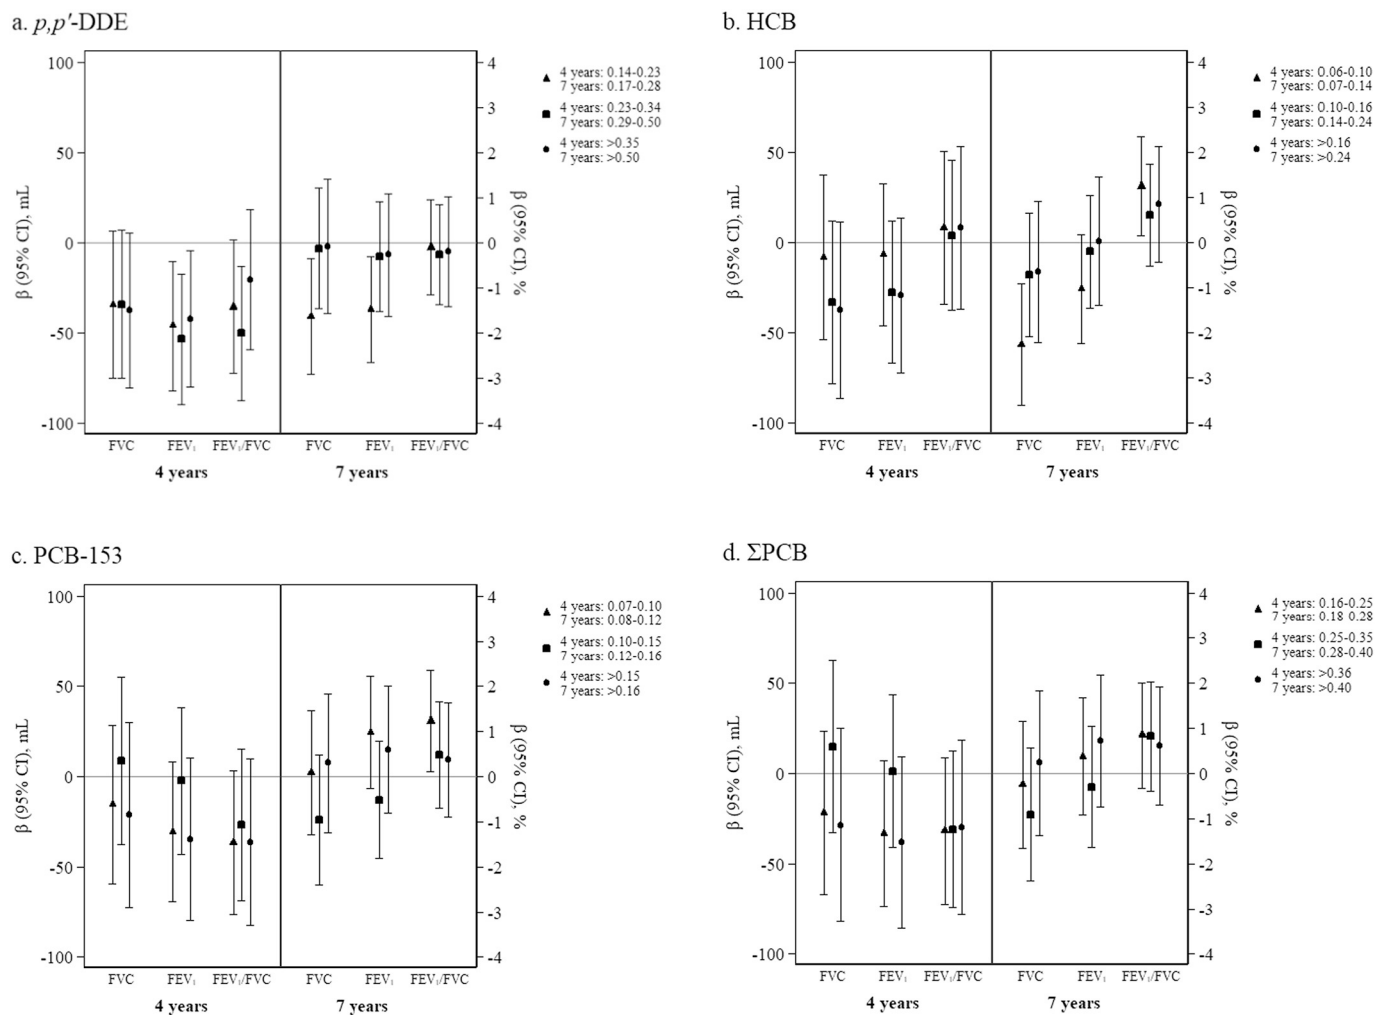 a. p,p'-DDE
100
50
0
-50
-100
β (95% CI), mL
4
3
2
1
0
-1
-2
-3
-4
β (95% CI), %
FVC FEV₁ FEV₁/FVC FVC FEV₁ FEV₁/FVC
4 years 7 years
4 years: 0.14-0.23
7 years: 0.17-0.28
4 years: 0.23-0.34
7 years: 0.29-0.50
4 years: >0.35
7 years: >0.50
b. HCB
100
50
0
-50
-100
β (95% CI), mL
4
3
2
1
0
-1
-2
-3
-4
β (95% CI), %
FVC FEV₁ FEV₁/FVC FVC FEV₁ FEV₁/FVC
4 years 7 years
4 years: 0.06-0.10
7 years: 0.07-0.14
4 years: 0.10-0.16
7 years: 0.14-0.24
4 years: >0.16
7 years: >0.24
c. PCB-153
100
50
0
-50
-100
β (95% CI), mL
4
3
2
1
0
-1
-2
-3
-4
β (95% CI), %
FVC FEV₁ FEV₁/FVC FVC FEV₁ FEV₁/FVC
4 years 7 years
4 years: 0.07-0.10
7 years: 0.08-0.12
4 years: 0.10-0.15
7 years: 0.12-0.16
4 years: >0.15
7 years: >0.16
d. ΣPCB
100
50
0
-50
-100
β (95% CI), mL
4
3
2
1
0
-1
-2
-3
-4
β (95% CI), %
FVC FEV₁ FEV₁/FVC FVC FEV₁ FEV₁/FVC
4 years 7 years
4 years: 0.16-0.25
7 years: 0.18-0.28
4 years: 0.25-0.35
7 years: 0.28-0.40
4 years: >0.36
7 years: >0.40